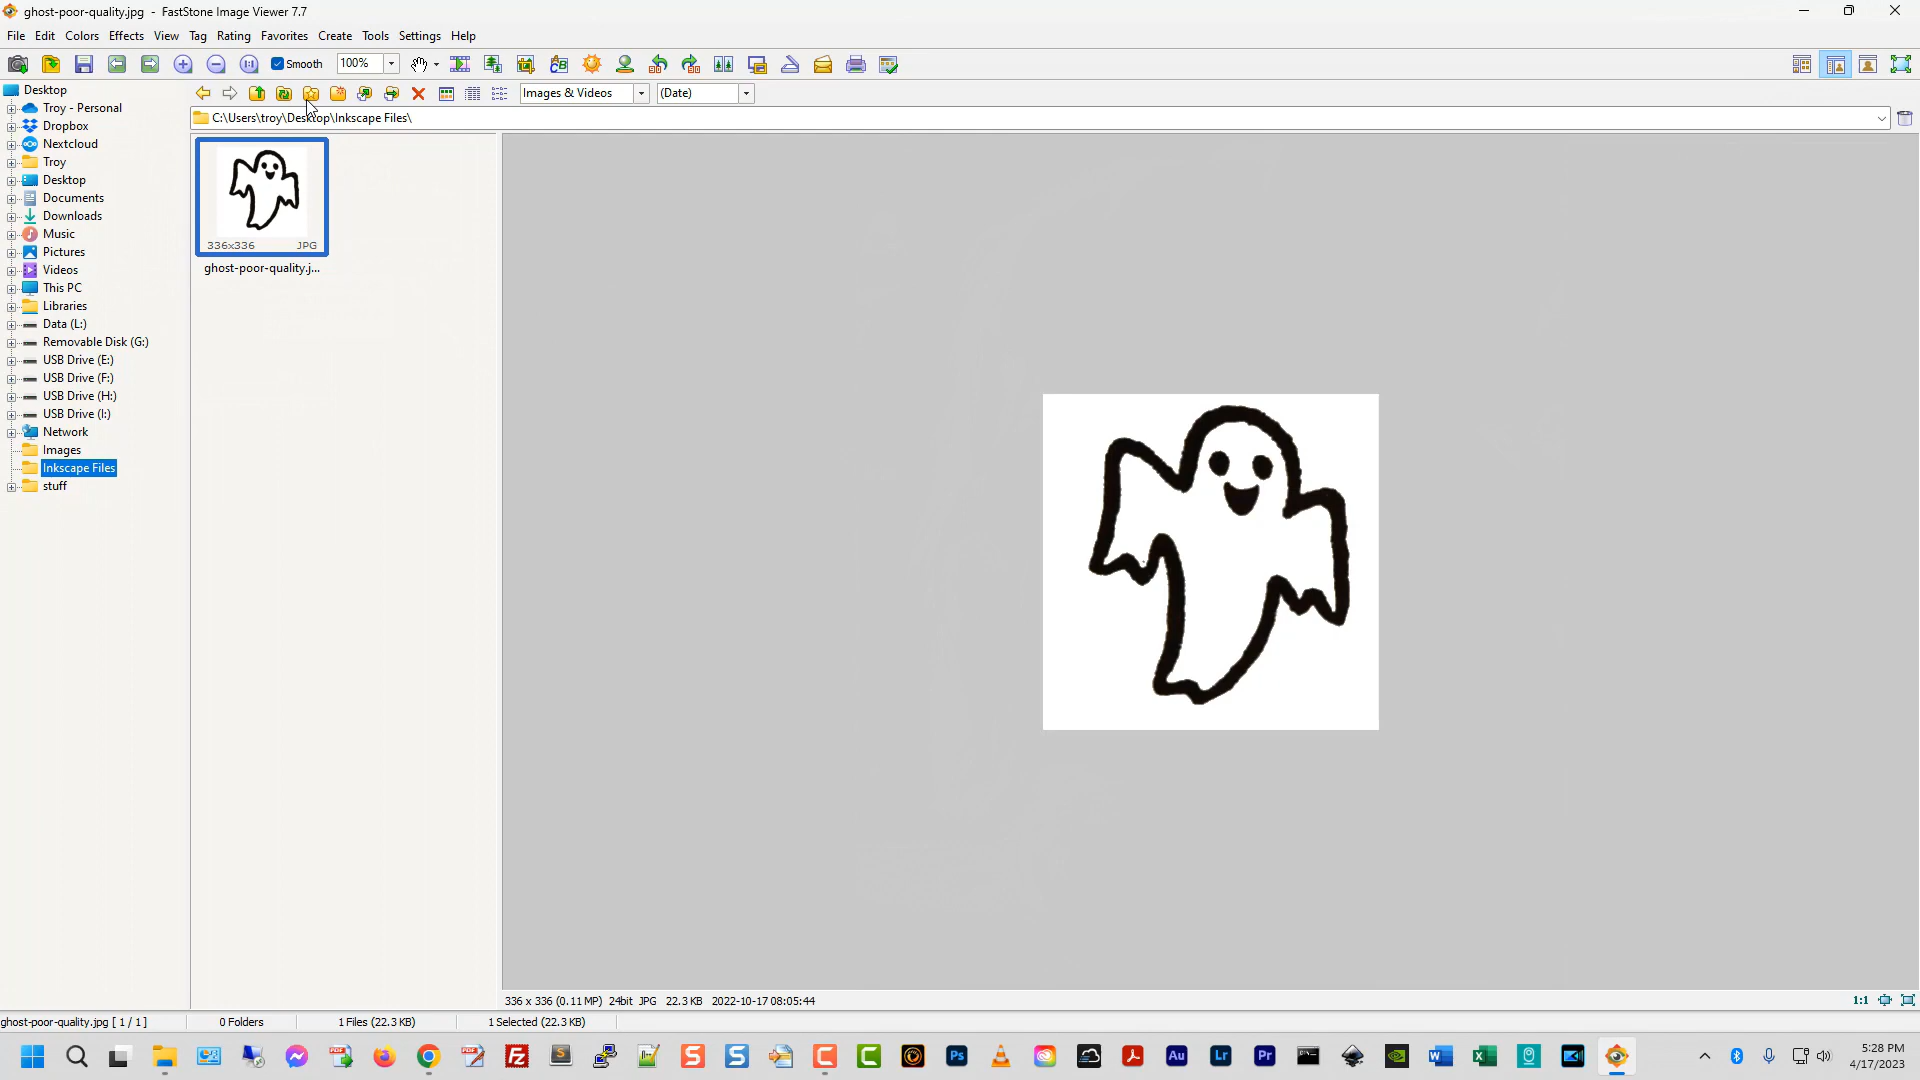 ghost-poor-quality.jpg - FastStone Image Viewer 7.7
File Edit Colors Effects View Tag Rating Favorites Create Tools Settings Help
Smooth 100%
Images & Videos (Date)
C:\Users\troy\Desktop\Inkscape Files\
Desktop
Troy - Personal
Dropbox
Nextcloud
Troy
Desktop
Documents
Downloads
Music
Pictures
Videos
This PC
Libraries
Data (L:)
Removable Disk (G:)
USB Drive (E:)
USB Drive (F:)
USB Drive (H:)
USB Drive (I:)
Network
Images
Inkscape Files
stuff
336x336 JPG
ghost-poor-quality.j...
336 x 336 (0.11 MP) 24bit JPG 22.3 KB 2022-10-17 08:05:44
1:1
ghost-poor-quality.jpg [ 1 / 1 ] 0 Folders 1 Files (22.3 KB) 1 Selected (22.3 KB)
Fz S S S C C Ps Au Lr Pr W X
5:28 PM
4/17/2023